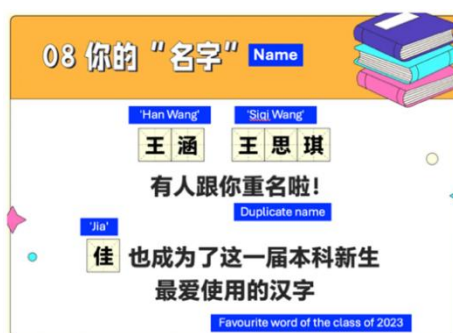 08 你的 “名字” Name
'Han Wang' 'Siqi Wang'
王涵 王思琪
有人跟你重名啦!
Duplicate name
'Jia'
佳 也成为了这一届本科新生
最爱使用的汉字
Favourite word of the class of 2023